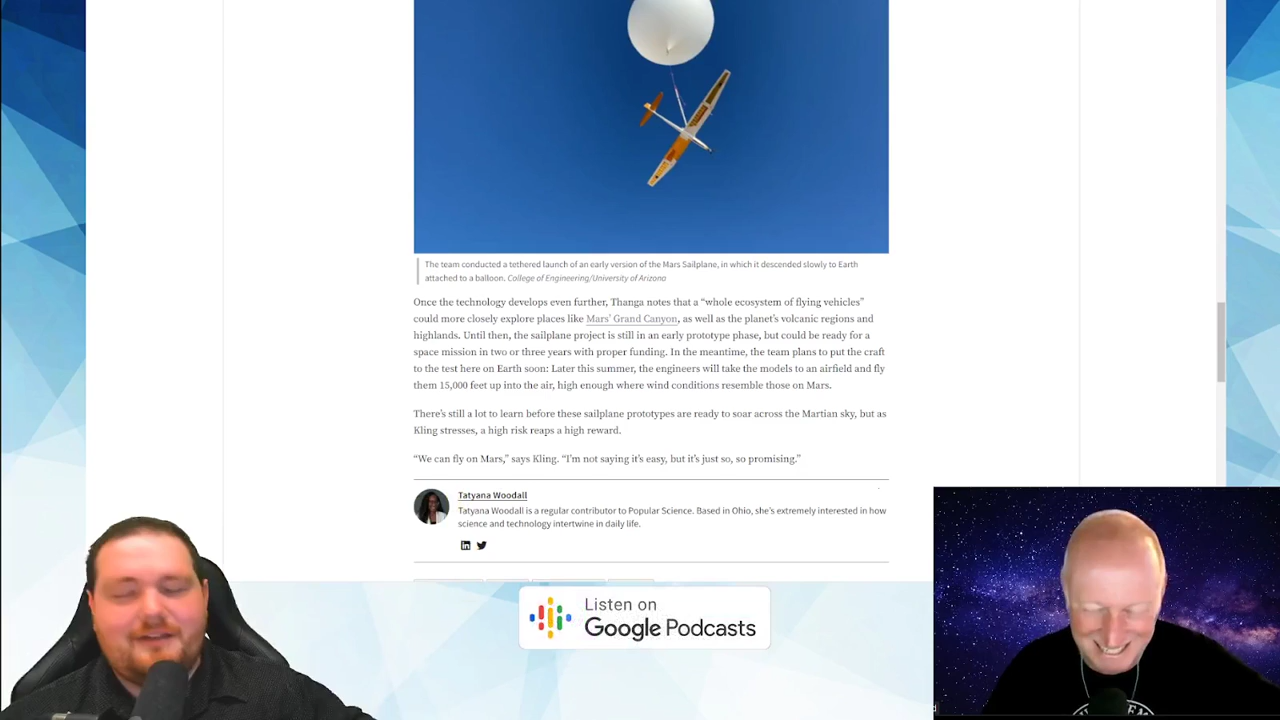 The team conducted a tethered launch of an early version of the Mars Sailplane, in which it descended slowly to Earth
attached to a balloon. College of Engineering/University of Arizona
Once the technology develops even further, Thanga notes that a “whole ecosystem of flying vehicles”
could more closely explore places like Mars’ Grand Canyon, as well as the planet’s volcanic regions and
highlands. Until then, the sailplane project is still in an early prototype phase, but could be ready for a
space mission in two or three years with proper funding. In the meantime, the team plans to put the craft
to the test here on Earth soon: Later this summer, the engineers will take the models to an airfield and fly
them 15,000 feet up into the air, high enough where wind conditions resemble those on Mars.
There’s still a lot to learn before these sailplane prototypes are ready to soar across the Martian sky, but as
Kling stresses, a high risk reaps a high reward.
“We can fly on Mars,” says Kling. “I’m not saying it’s easy, but it’s just so, so promising.”
Tatyana Woodall
Tatyana Woodall is a regular contributor to Popular Science. Based in Ohio, she’s extremely interested in how
science and technology intertwine in daily life.
Listen on
Google Podcasts